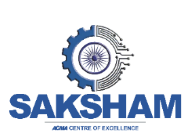 SAKSHAM
ACMA CENTRE OF EXCELLENCE